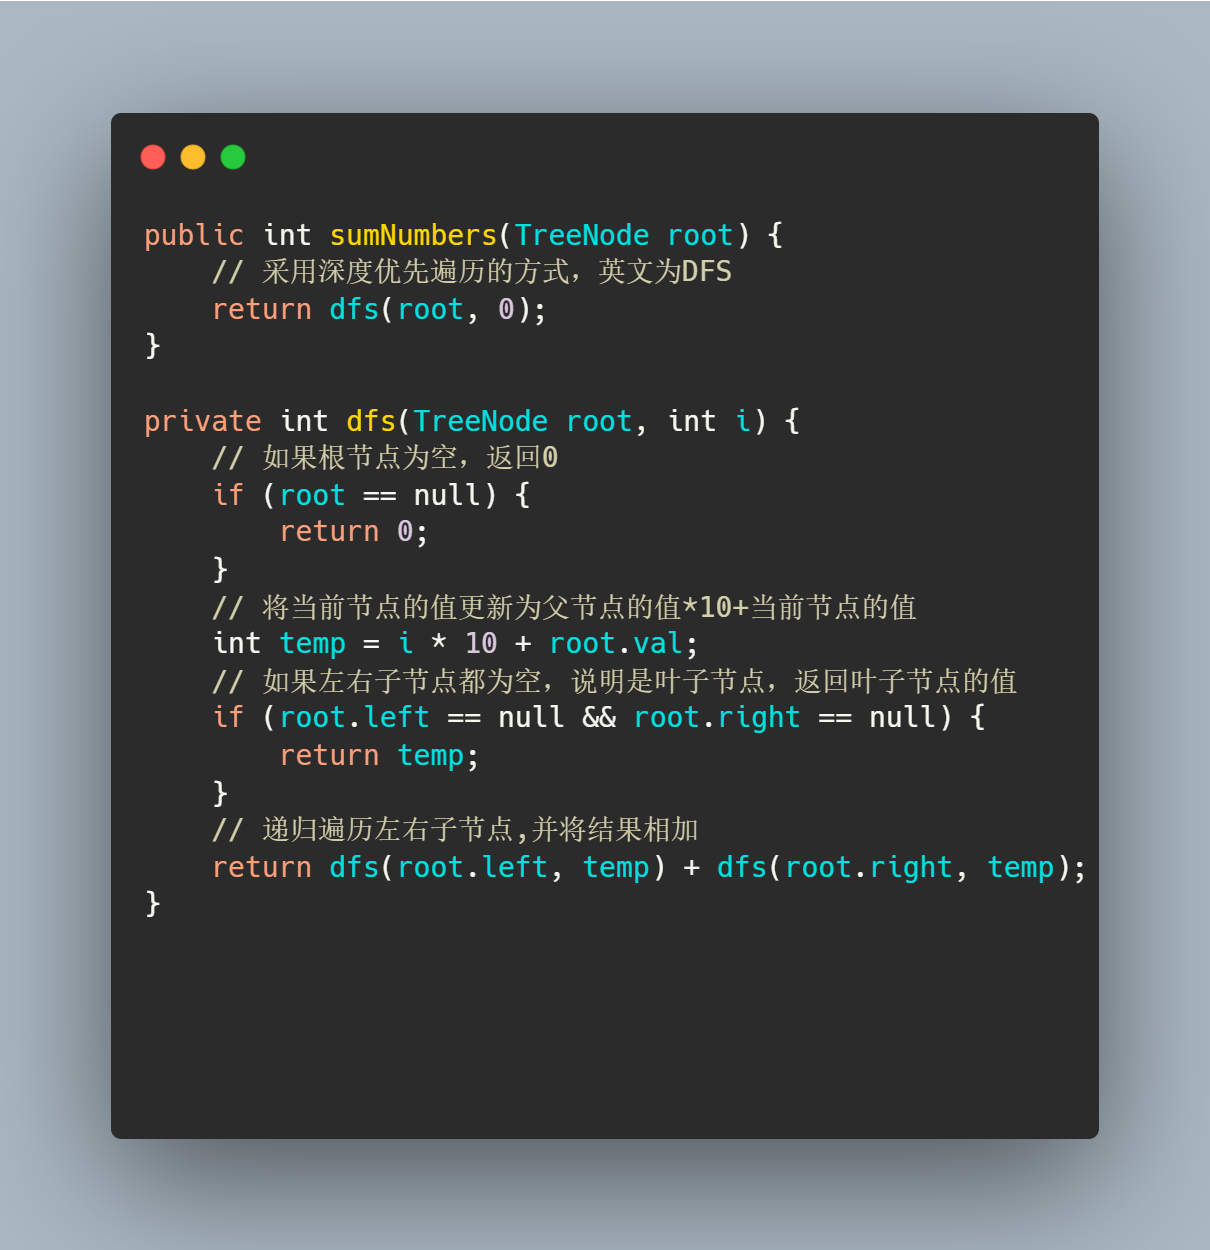 public int sumNumbers(TreeNode root) {
    // 采用深度优先遍历的方式，英文为DFS
    return dfs(root, 0);
}

private int dfs(TreeNode root, int i) {
    // 如果根节点为空，返回0
    if (root == null) {
        return 0;
    }
    // 将当前节点的值更新为父节点的值*10+当前节点的值
    int temp = i * 10 + root.val;
    // 如果左右子节点都为空，说明是叶子节点，返回叶子节点的值
    if (root.left == null && root.right == null) {
        return temp;
    }
    // 递归遍历左右子节点,并将结果相加
    return dfs(root.left, temp) + dfs(root.right, temp);
}